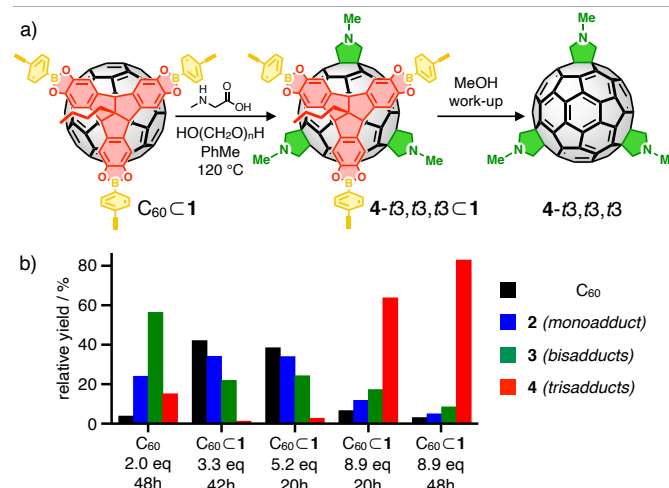 a)
Me
N
Me
N
B
O
O
O
O
B
B
O
O
O
O
B
N
H
O
OH
HO(CH₂O)ₙH
PhMe
120 °C
MeOH
work-up
O
O
B
Me
N
N
Me
O
O
B
Me
N
N
Me
C₆₀⊂1
4-t3,t3,t3⊂1
4-t3,t3,t3
b)
relative yield / %
80
60
40
20
0
C₆₀
2 (monoadduct)
3 (bisadducts)
4 (trisadducts)
C₆₀ C₆₀⊂1 C₆₀⊂1 C₆₀⊂1 C₆₀⊂1
2.0 eq 3.3 eq 5.2 eq 8.9 eq 8.9 eq
48h 42h 20h 20h 48h